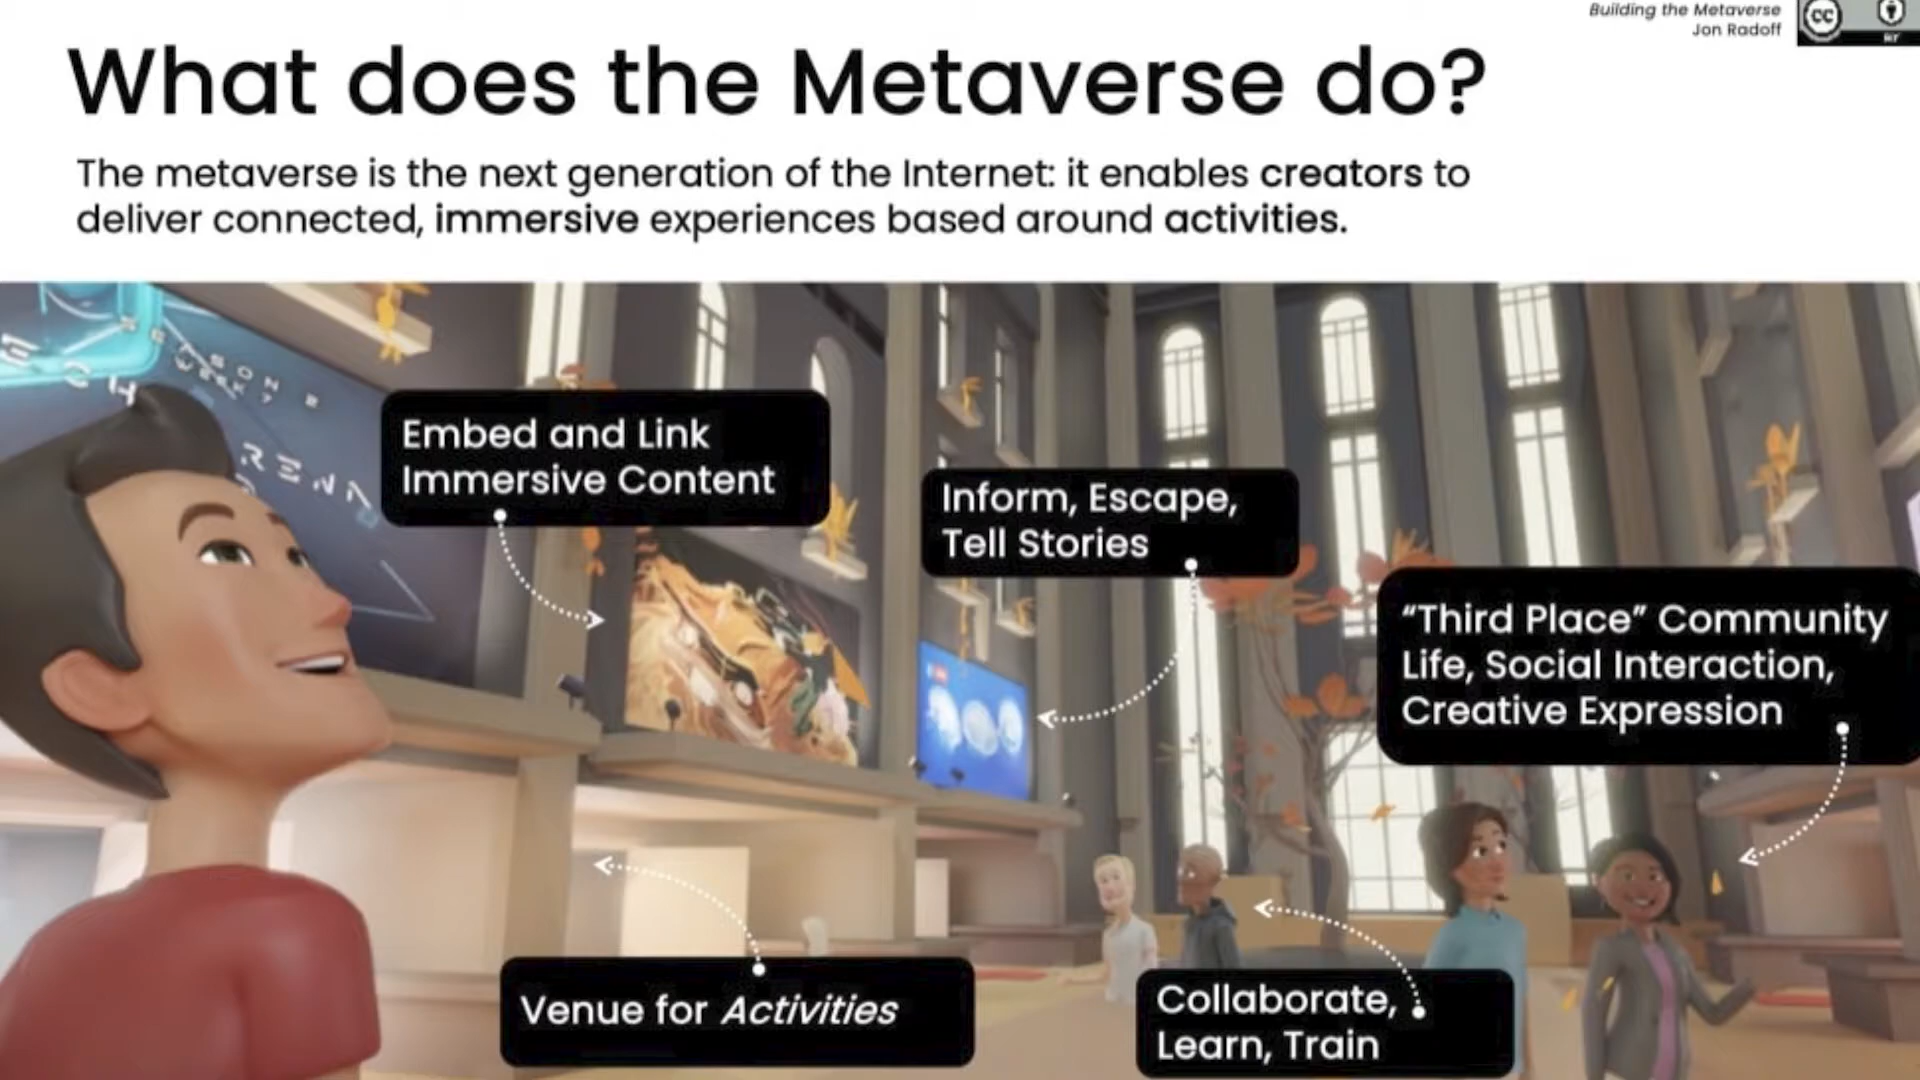 Building the Metaverse
Jon Radoff
What does the Metaverse do?
The metaverse is the next generation of the Internet: it enables creators to
deliver connected, immersive experiences based around activities.
Embed and Link
Immersive Content
Inform, Escape,
Tell Stories
“Third Place” Community
Life, Social Interaction,
Creative Expression
Venue for Activities
Collaborate,
Learn, Train